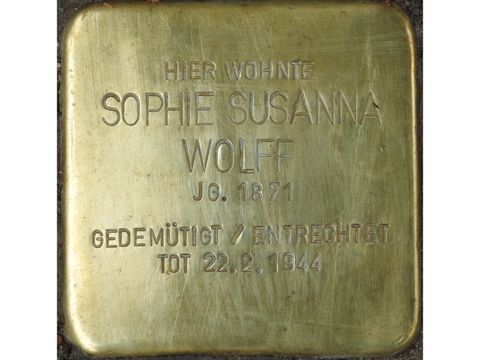 HIER WOHNTE
SOPHIE SUSANNA
WOLFF
JG. 1871
GEDEMÜTIGT / ENTRECHTET
TOT 22.2.1944